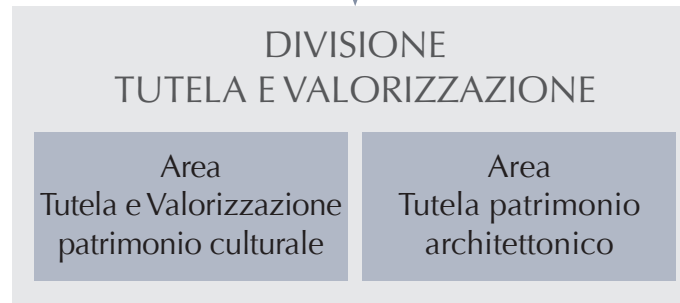 DIVISIONE
TUTELA E VALORIZZAZIONE
Area
Tutela e Valorizzazione
patrimonio culturale
Area
Tutela patrimonio
architettonico